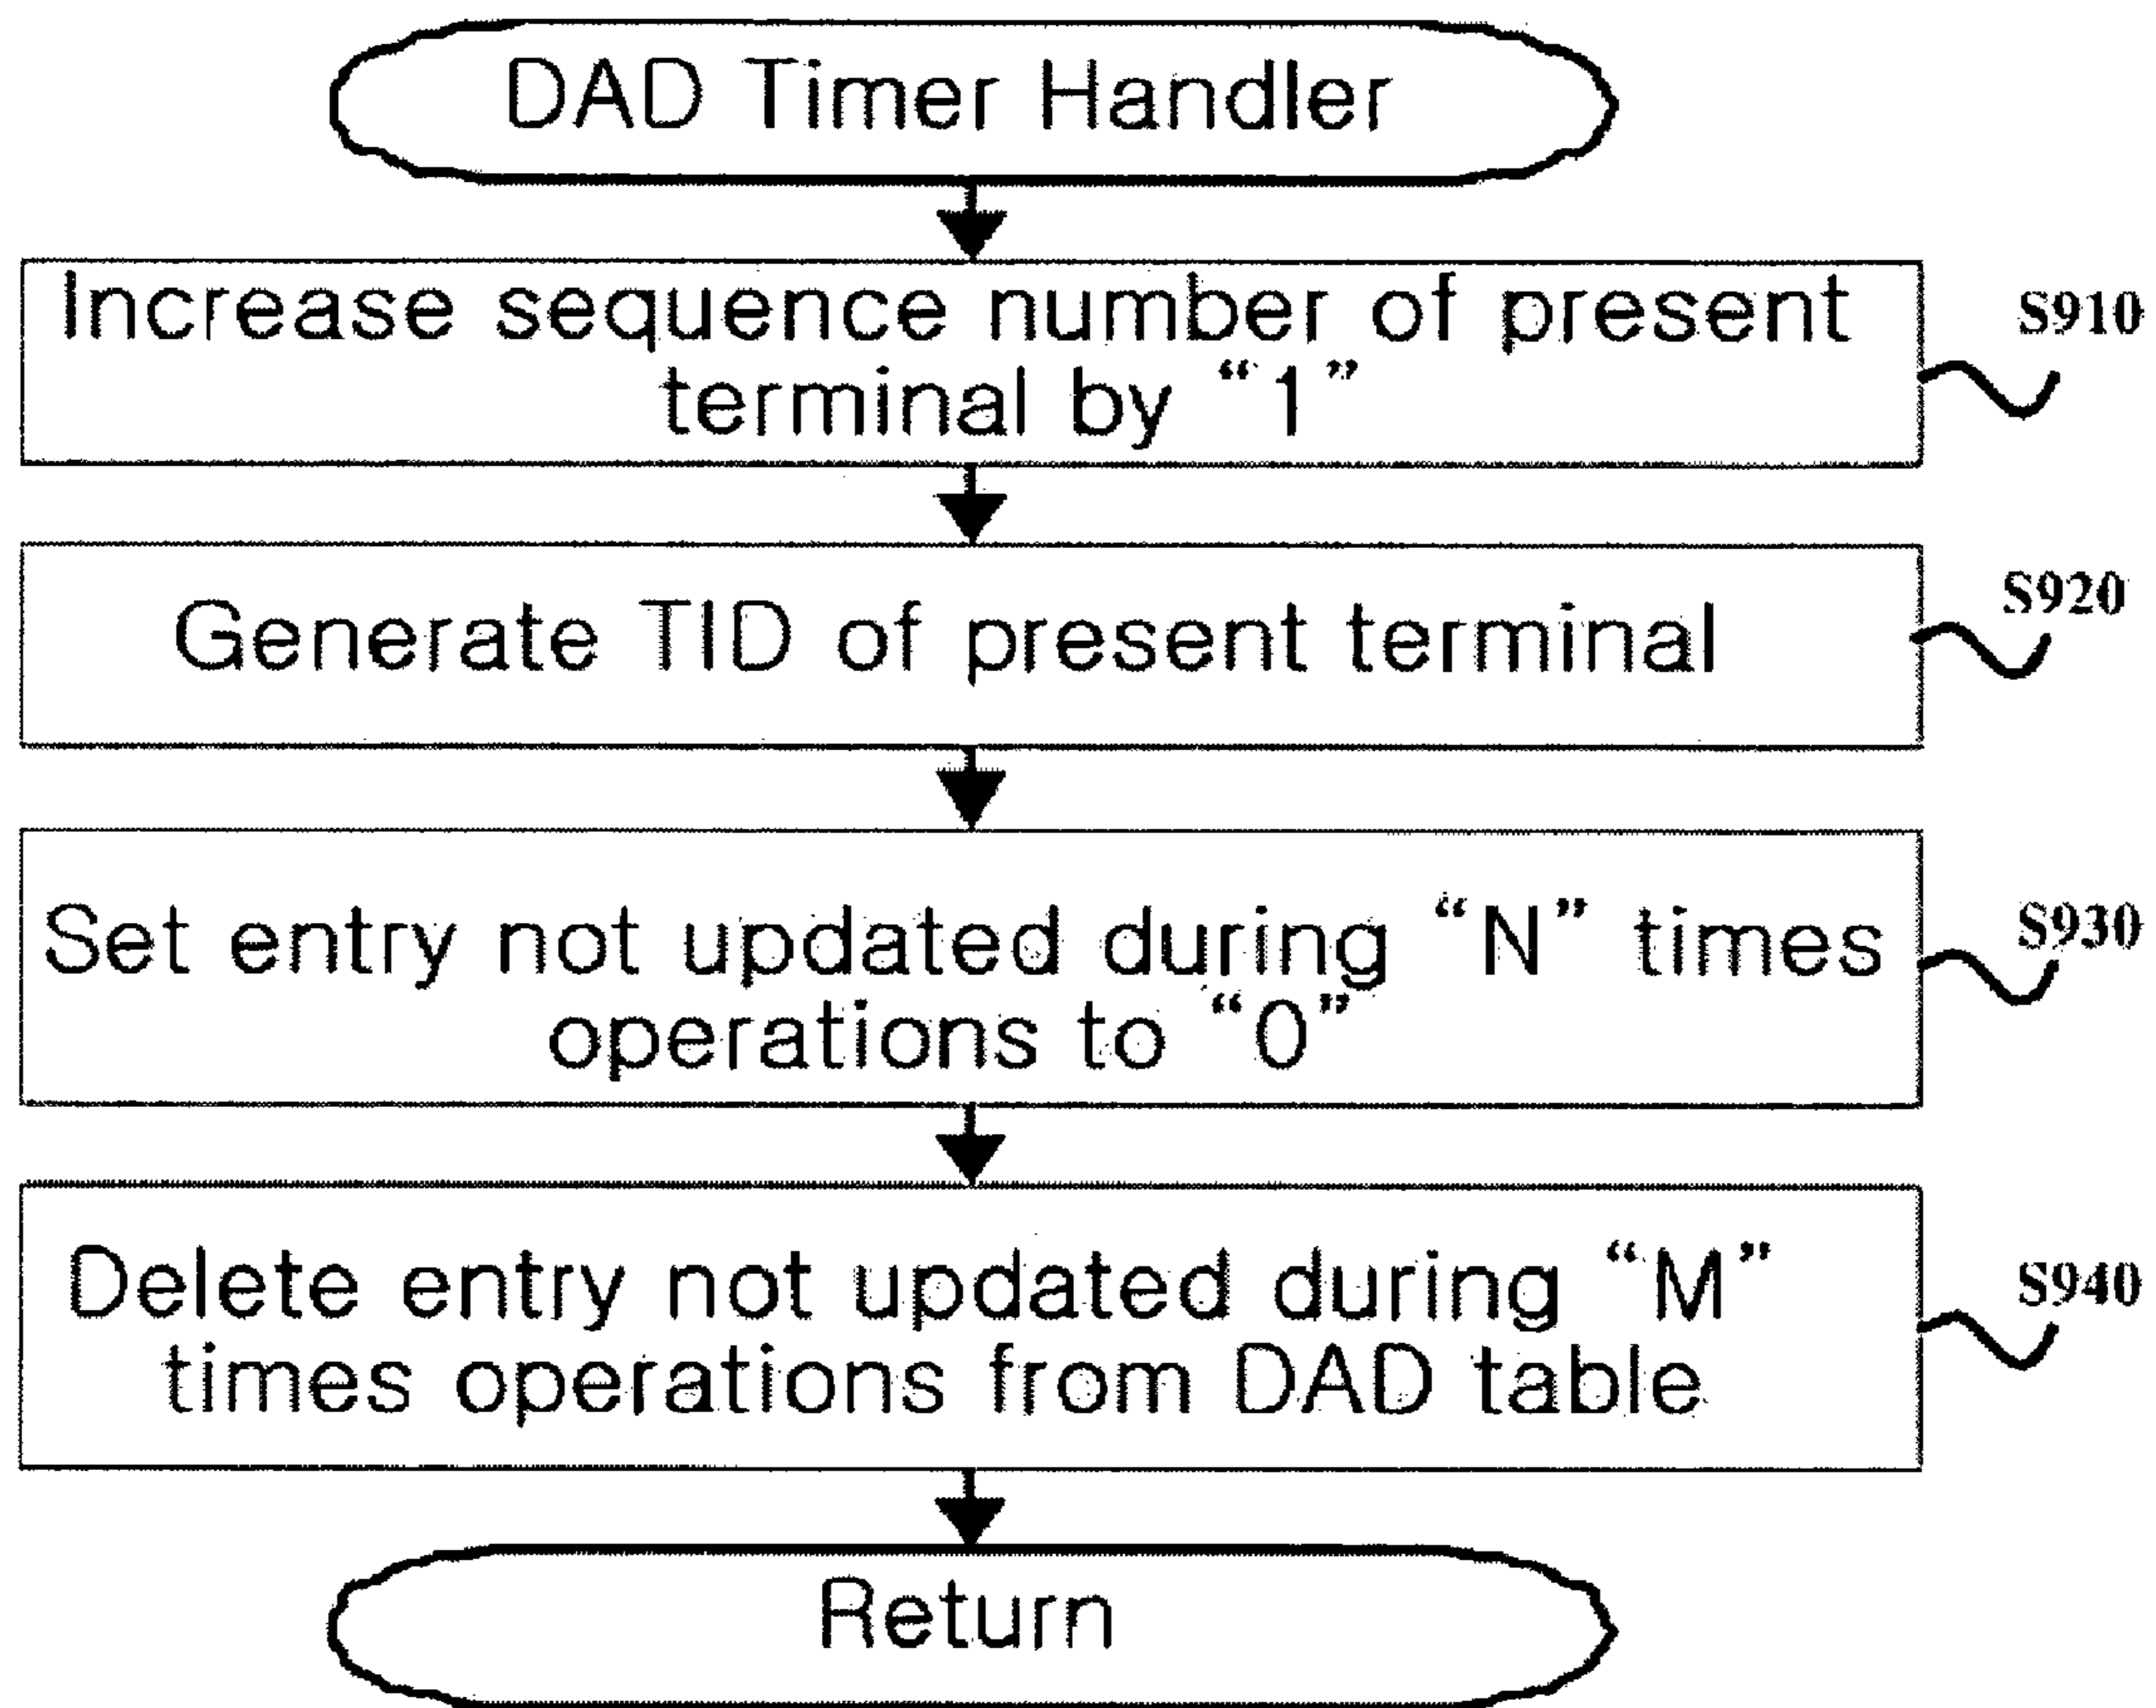 DAD Timer Handler
Increase sequence number of present
terminal by “1”
S910
Generate TID of present terminal
S920
Set entry not updated during “N” times
operations to “0”
S930
Delete entry not updated during “M”
times operations from DAD table
S940
Return